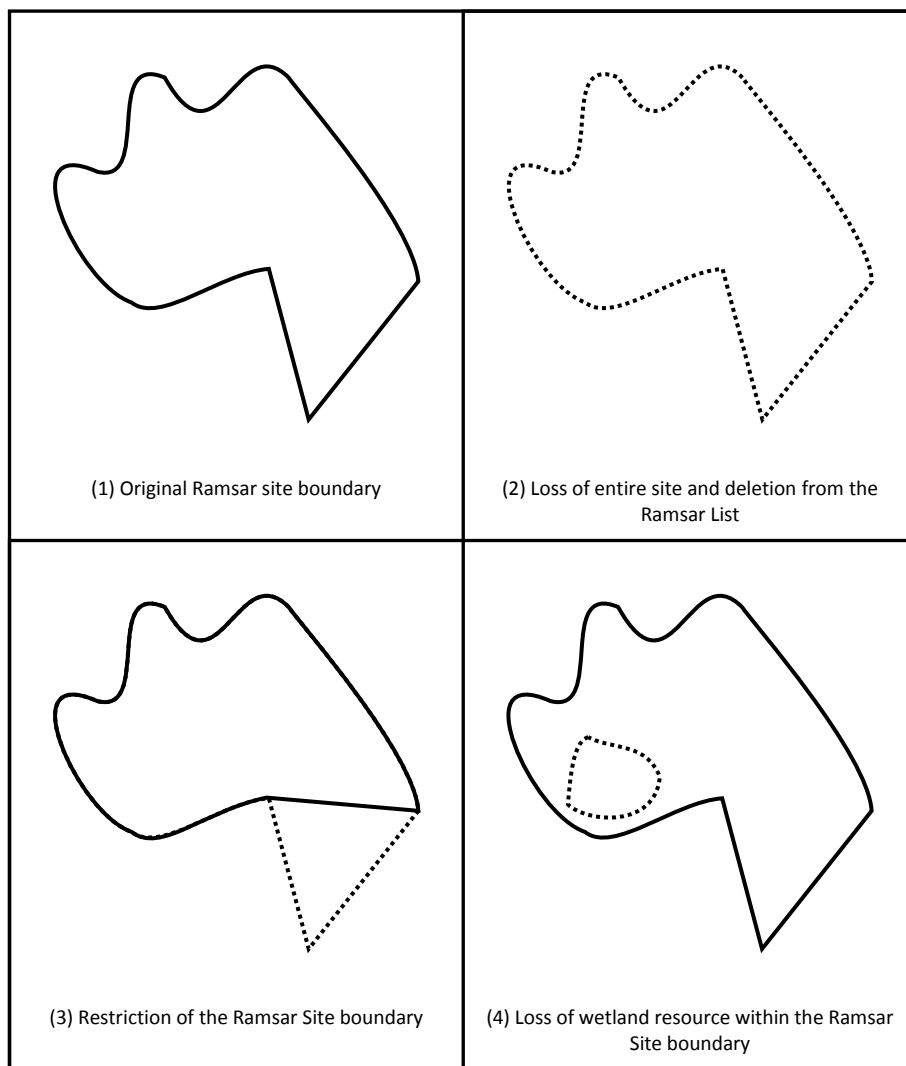 (1) Original Ramsar site boundary
(2) Loss of entire site and deletion from the
Ramsar List
(3) Restriction of the Ramsar Site boundary
(4) Loss of wetland resource within the Ramsar
Site boundary